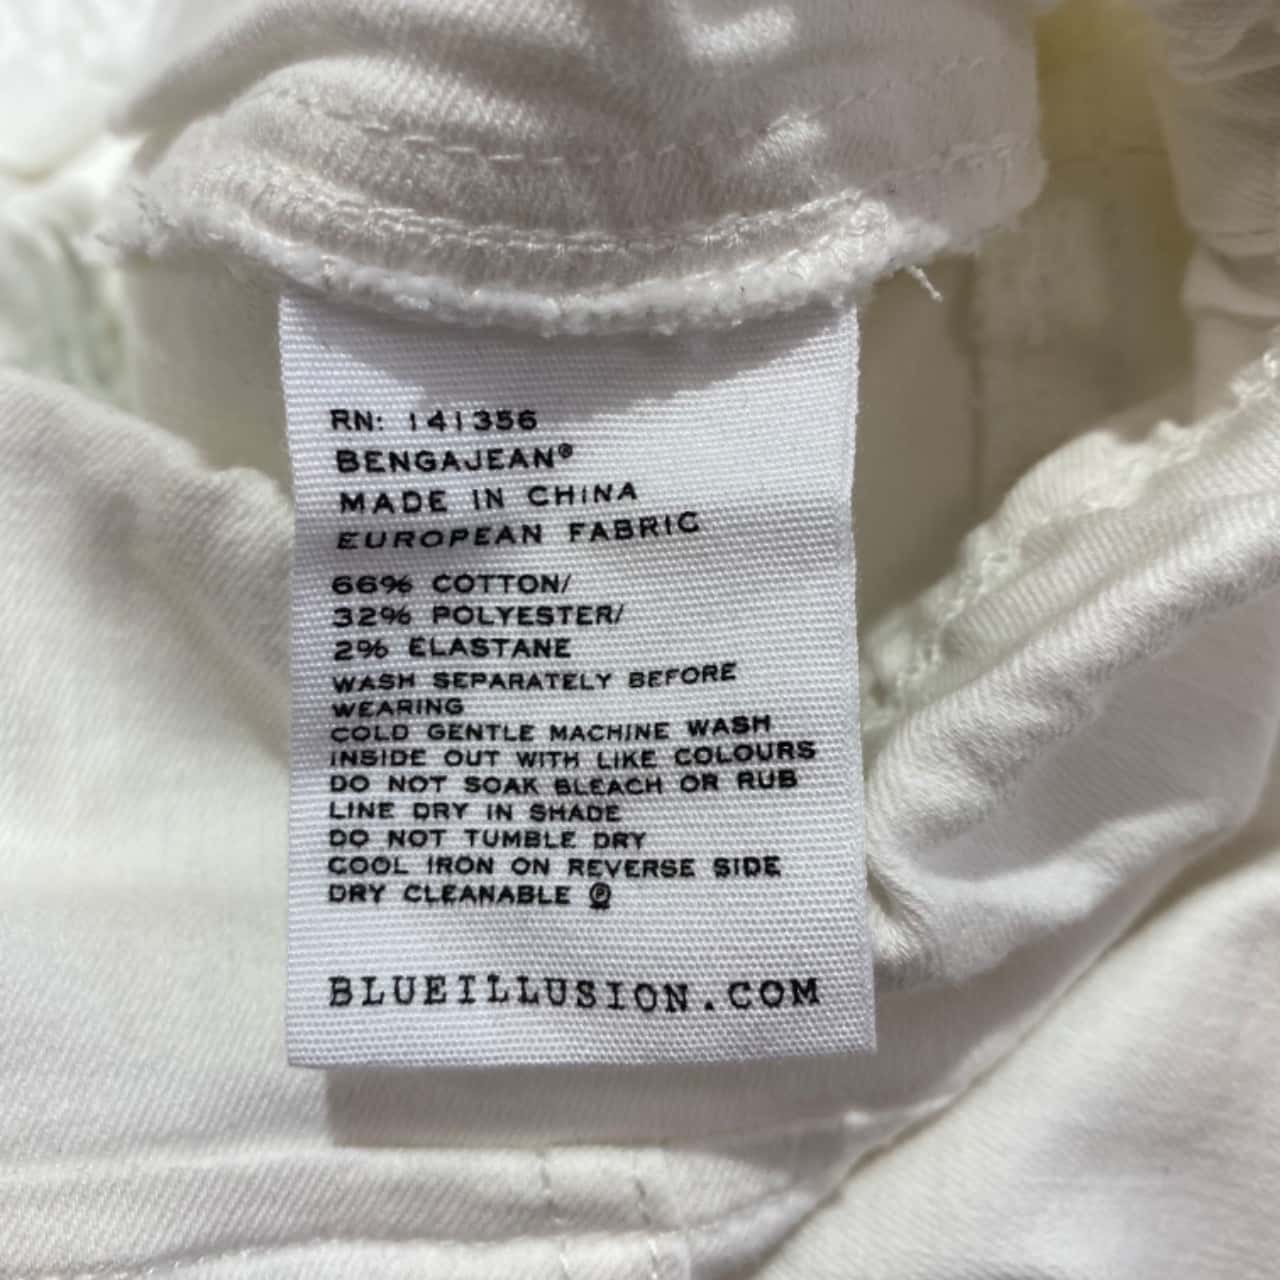 RN: 141356
BENGAJEAN®
MADE IN CHINA
EUROPEAN FABRIC
66% COTTON/
32% POLYESTER/
2% ELASTANE
WASH SEPARATELY BEFORE
WEARING
COLD GENTLE MACHINE WASH
INSIDE OUT WITH LIKE COLOURS
DO NOT SOAK BLEACH OR RUB
LINE DRY IN SHADE
DO NOT TUMBLE DRY
COOL IRON ON REVERSE SIDE
DRY CLEANABLE Ⓟ
BLUEILLUSION.COM